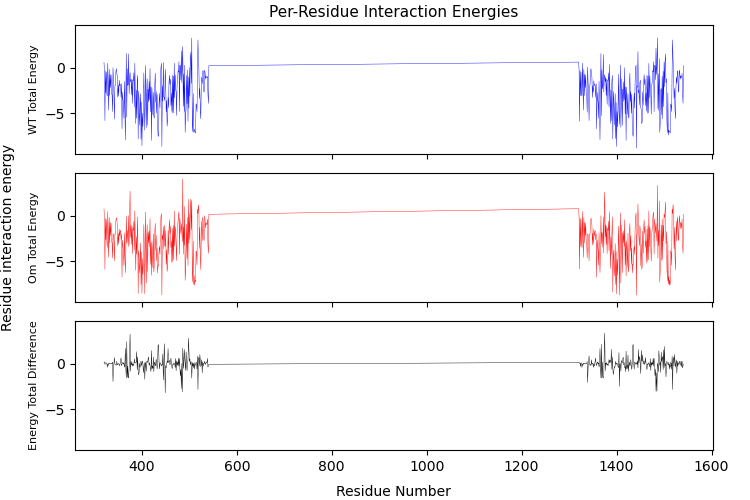 Per-Residue Interaction Energies
Residue interaction energy
WT Total Energy
0
−5
Om Total Energy
0
−5
Energy Total Difference
0
−5
400
600
800
1000
1200
1400
1600
Residue Number